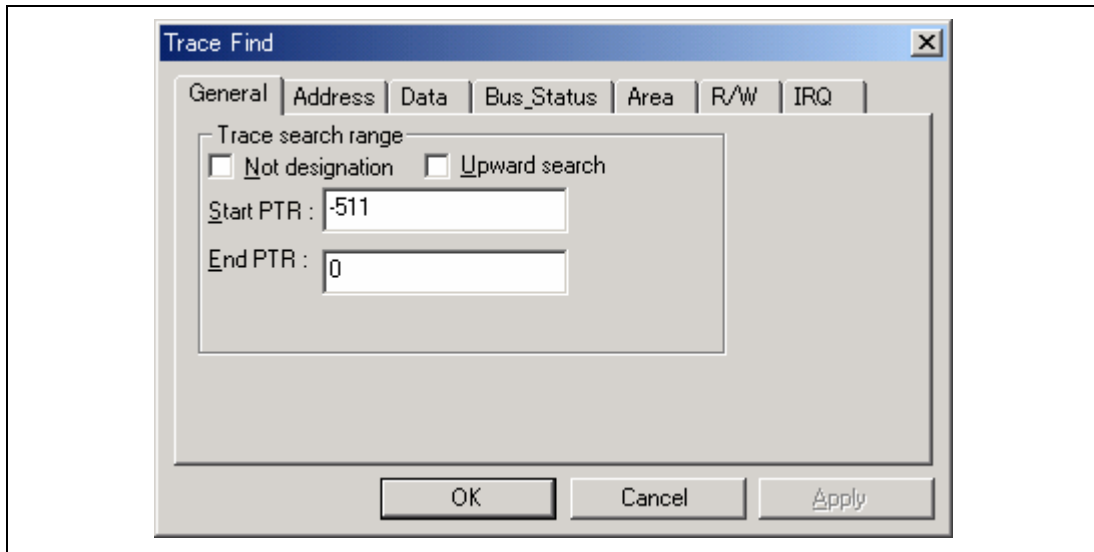 Trace Find
General Address Data Bus_Status Area R/W IRQ
Trace search range
Not designation Upward search
Start PTR : -511
End PTR : 0
OK Cancel Apply